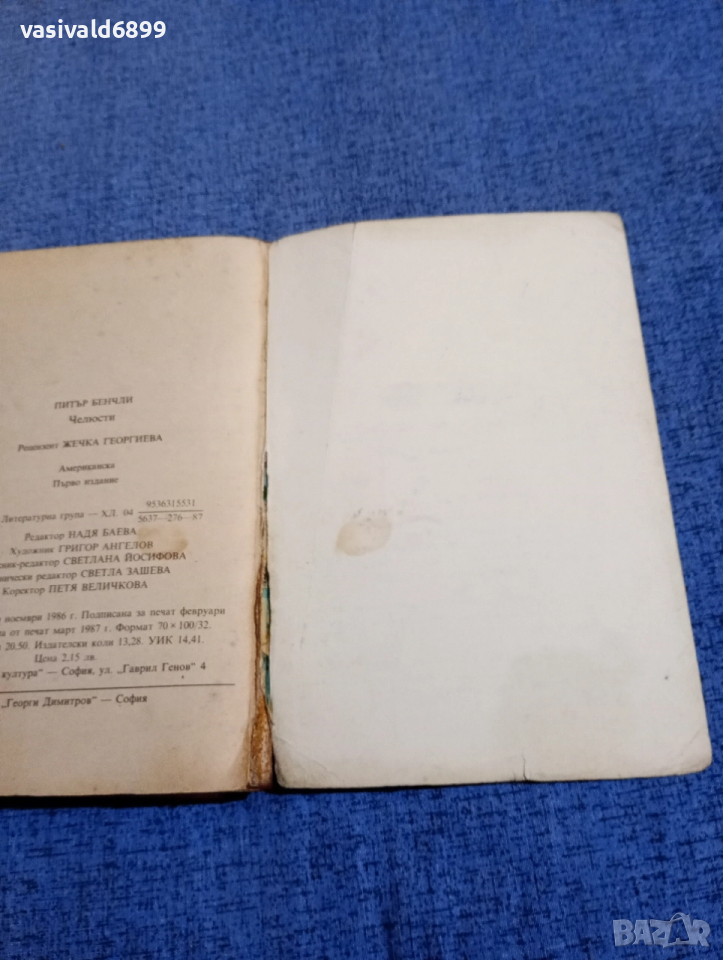 vasivald6899
ПИТЪР БЕНЧЛИ
Челюсти
Рецензент ЖЕЧКА ГЕОРГИЕВА
Американска
Първо издание
Литературна група — ХЛ. 04
9536315531
5637—276—87
Редактор НАДЯ БАЕВА
Художник ГРИГОР АНГЕЛОВ
ник-редактор СВЕТЛАНА ЙОСИФОВА
нически редактор СВЕТЛА ЗАШЕВА
Коректор ПЕТЯ ВЕЛИЧКОВА
ноември 1986 г. Подписана за печат февруари
от печат март 1987 г. Формат 70 × 100/32.
20,50. Издателски коли 13,28. УИК 14,41.
Цена 2,15 лв.
култура" — София, ул. „Гаврил Генов" 4
„Георги Димитров" — София
BAZAR